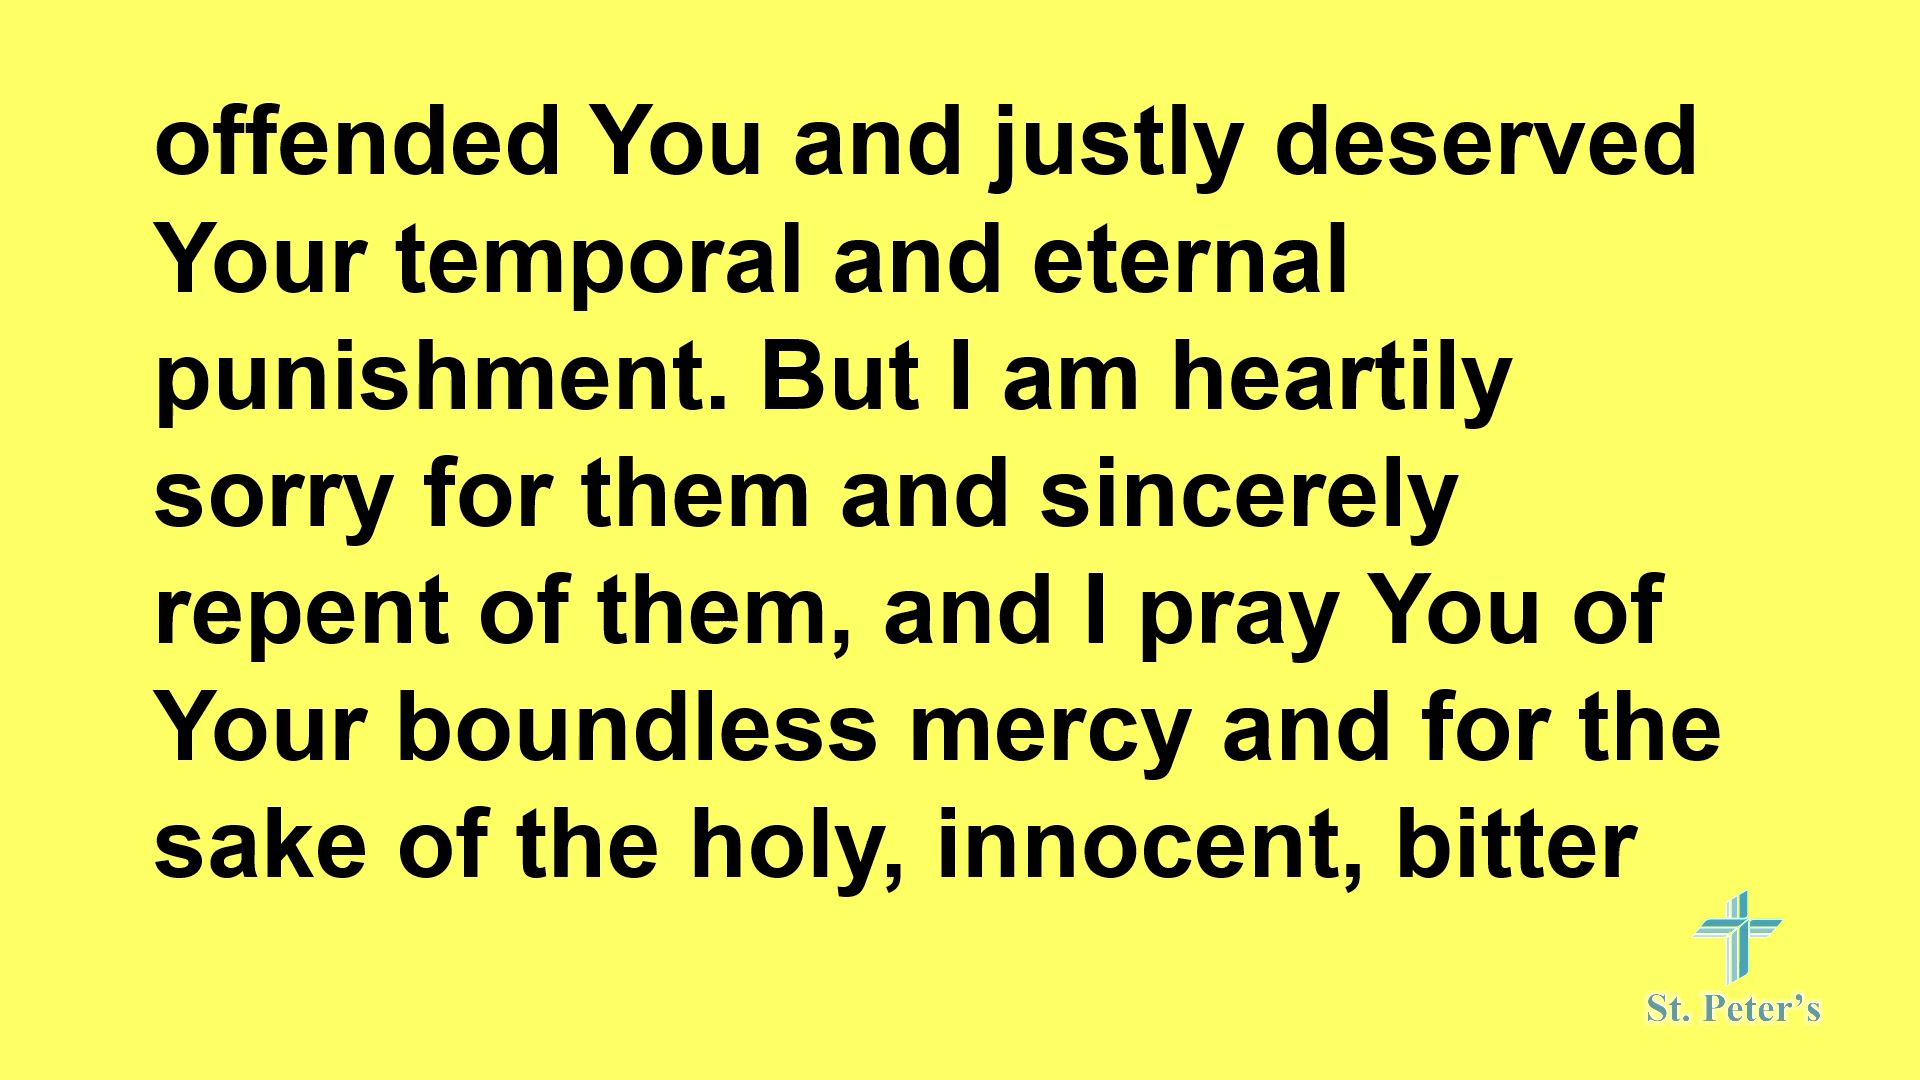 offended You and justly deserved
Your temporal and eternal
punishment. But I am heartily
sorry for them and sincerely
repent of them, and I pray You of
Your boundless mercy and for the
sake of the holy, innocent, bitter
St. Peter’s